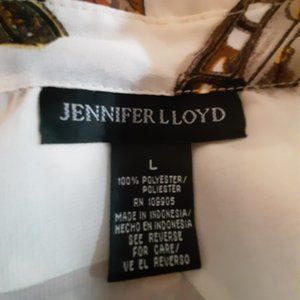 JENNIFER LLOYD
L
100% POLYESTER/
POLIESTER
RN 109905
MADE IN INDONESIA/
HECHO EN INDONESIA
SEE REVERSE
FOR CARE/
VE EL REVERSO